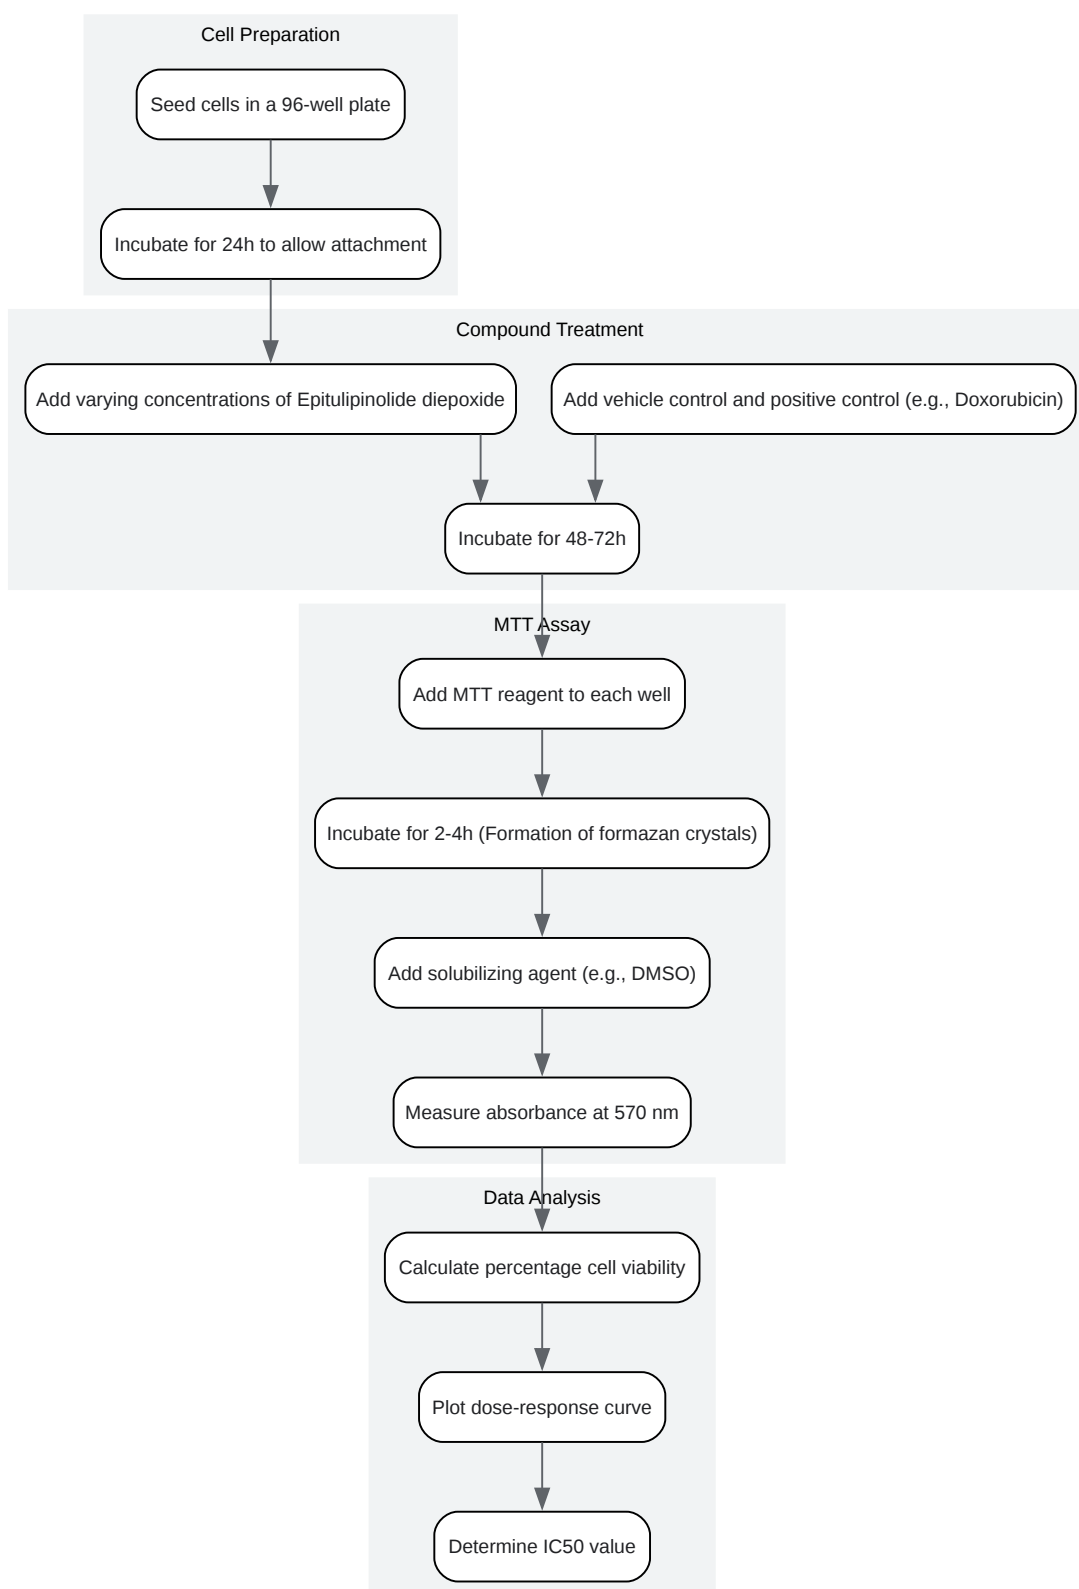 Cell Preparation
Seed cells in a 96-well plate
Incubate for 24h to allow attachment
Compound Treatment
Add varying concentrations of Epitulipinolide diepoxide
Add vehicle control and positive control (e.g., Doxorubicin)
Incubate for 48-72h
MTT Assay
Add MTT reagent to each well
Incubate for 2-4h (Formation of formazan crystals)
Add solubilizing agent (e.g., DMSO)
Measure absorbance at 570 nm
Data Analysis
Calculate percentage cell viability
Plot dose-response curve
Determine IC50 value